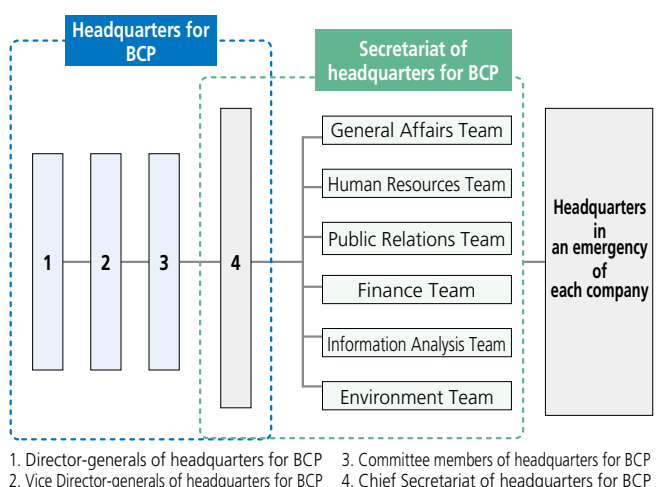 Headquarters for
BCP
Secretariat of
headquarters for BCP
1
2
3
4
General Affairs Team
Human Resources Team
Public Relations Team
Finance Team
Information Analysis Team
Environment Team
Headquarters
in
an emergency
of
each company
1. Director-generals of headquarters for BCP
2. Vice Director-generals of headquarters for BCP
3. Committee members of headquarters for BCP
4. Chief Secretariat of headquarters for BCP